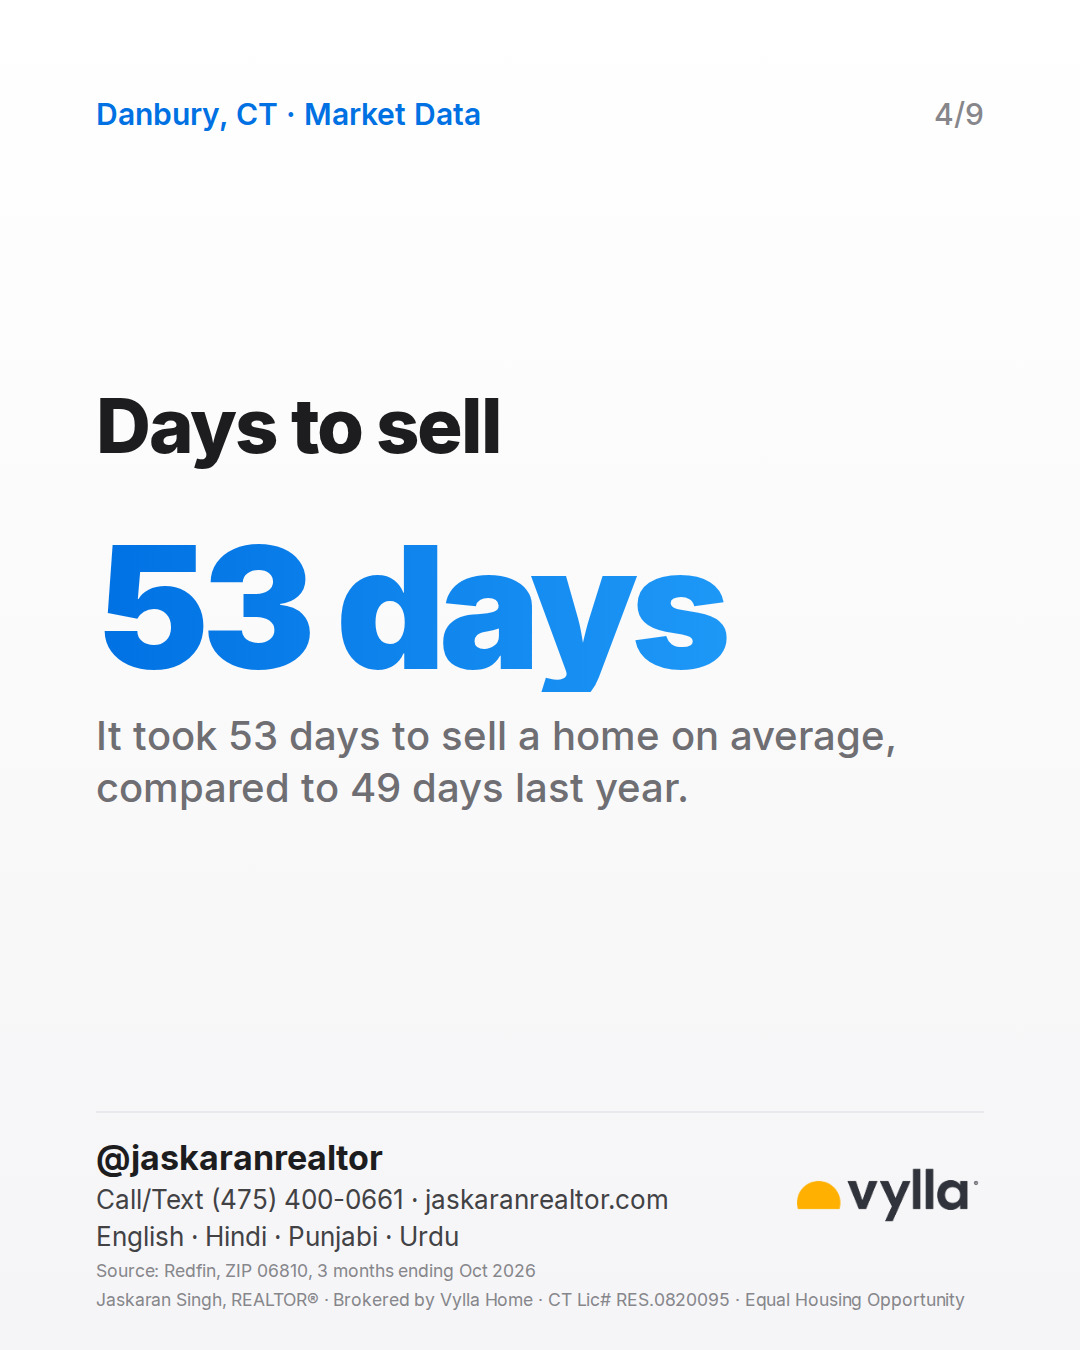 Danbury, CT · Market Data
4/9
Days to sell
53 days
It took 53 days to sell a home on average,
compared to 49 days last year.
@jaskaranrealtor
Call/Text (475) 400-0661 · jaskaranrealtor.com
English · Hindi · Punjabi · Urdu
vylla
Source: Redfin, ZIP 06810, 3 months ending Oct 2026
Jaskaran Singh, REALTOR® · Brokered by Vylla Home · CT Lic# RES.0820095 · Equal Housing Opportunity